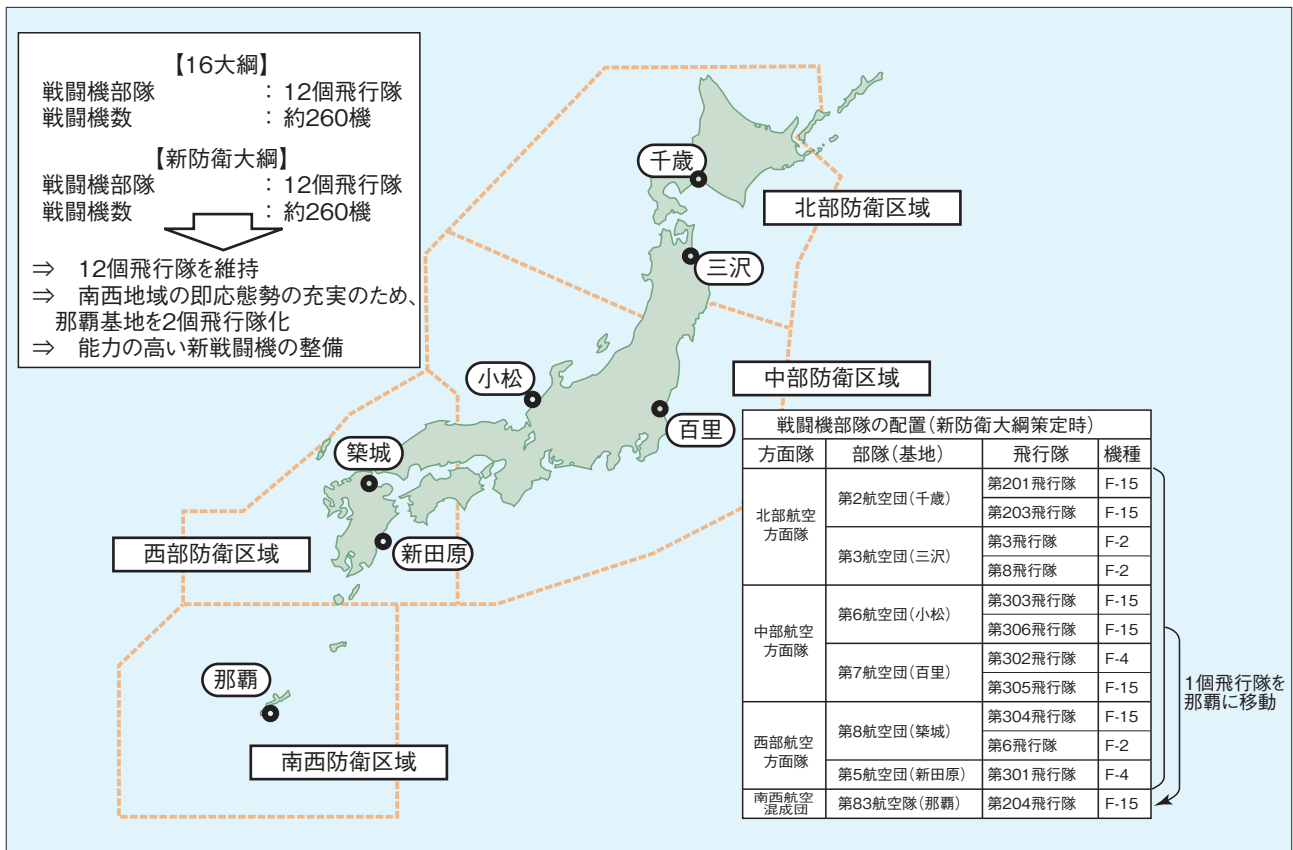 【16大綱】
戦闘機部隊 : 12個飛行隊
戦闘機数 : 約260機
【新防衛大綱】
戦闘機部隊 : 12個飛行隊
戦闘機数 : 約260機
⇒ 12個飛行隊を維持
⇒ 南西地域の即応態勢の充実のため、
那覇基地を2個飛行隊化
⇒ 能力の高い新戦闘機の整備
千歳
北部防衛区域
三沢
小松
中部防衛区域
百里
築城
西部防衛区域
新田原
那覇
南西防衛区域
戦闘機部隊の配置(新防衛大綱策定時)
方面隊 部隊(基地) 飛行隊 機種
北部航空
方面隊
第2航空団(千歳)
第201飛行隊 F-15
第203飛行隊 F-15
第3航空団(三沢)
第3飛行隊 F-2
第8飛行隊 F-2
中部航空
方面隊
第6航空団(小松)
第303飛行隊 F-15
第306飛行隊 F-15
第7航空団(百里)
第302飛行隊 F-4
第305飛行隊 F-15
西部航空
方面隊
第8航空団(築城)
第304飛行隊 F-15
第6飛行隊 F-2
第5航空団(新田原) 第301飛行隊 F-4
南西航空
混成団
第83航空隊(那覇) 第204飛行隊 F-15
1個飛行隊を
那覇に移動